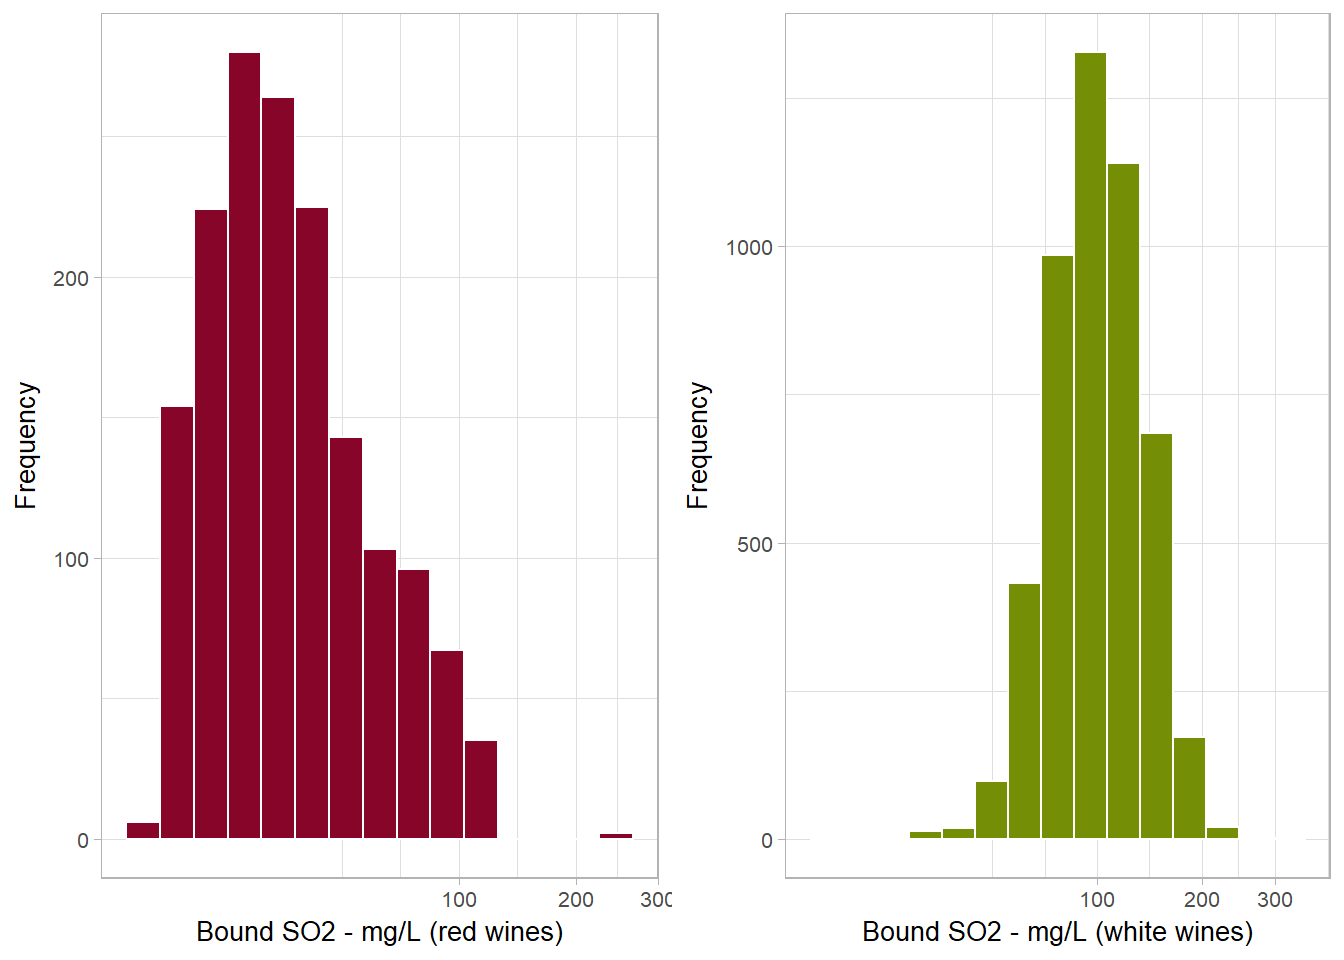 200
100
0
Frequency
100 200 300
Bound SO2 - mg/L (red wines)
1000
500
0
Frequency
100 200 300
Bound SO2 - mg/L (white wines)